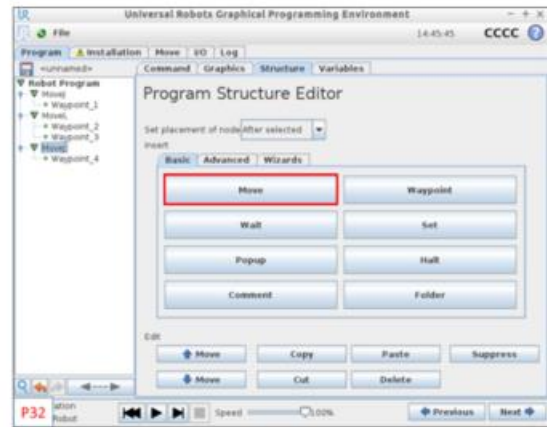 Universal Robots Graphical Programming Environment
File 14:45:45 CCCC
Program Installation Move I/O Log
<unnamed> Command Graphics Structure Variables
Robot Program
MoveJ
Waypoint_1
MoveL
Waypoint_2
Waypoint_3
MoveJ
Waypoint_4
Program Structure Editor
Set placement of node After selected
Insert
Basic Advanced Wizards
Move Waypoint
Wait Set
Popup Halt
Comment Folder
Edit
Move Copy Paste Suppress
Move Cut Delete
P32 ation
Robot Speed 100% Previous Next